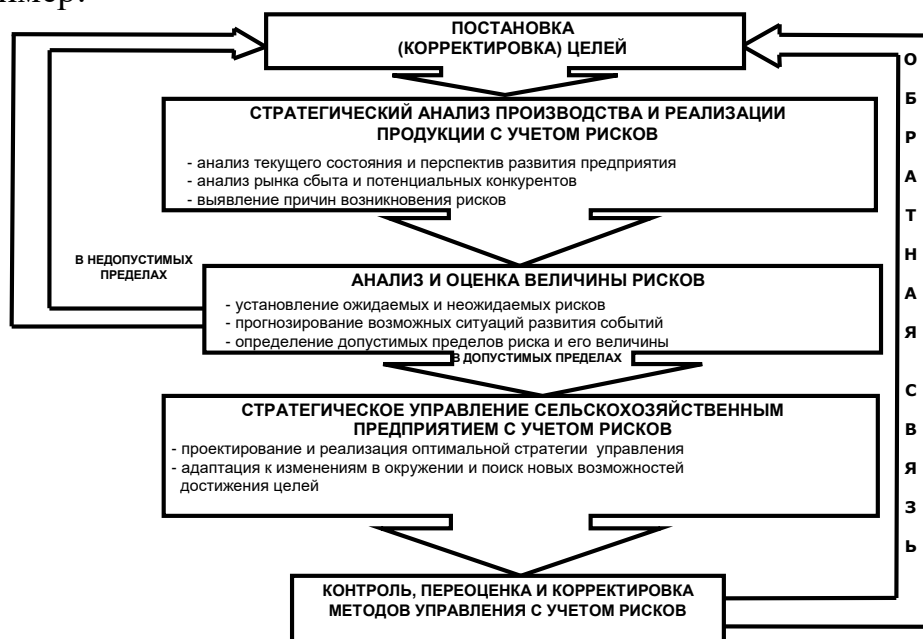 ПОСТАНОВКА
(КОРРЕКТИРОВКА) ЦЕЛЕЙ
СТРАТЕГИЧЕСКИЙ АНАЛИЗ ПРОИЗВОДСТВА И РЕАЛИЗАЦИИ
ПРОДУКЦИИ С УЧЕТОМ РИСКОВ
- анализ текущего состояния и перспектив развития предприятия
- анализ рынка сбыта и потенциальных конкурентов
- выявление причин возникновения рисков
В НЕДОПУСТИМЫХ
ПРЕДЕЛАХ
АНАЛИЗ И ОЦЕНКА ВЕЛИЧИНЫ РИСКОВ
- установление ожидаемых и неожидаемых рисков
- прогнозирование возможных ситуаций развития событий
- определение допустимых пределов риска и его величины
В ДОПУСТИМЫХ ПРЕДЕЛАХ
СТРАТЕГИЧЕСКОЕ УПРАВЛЕНИЕ СЕЛЬСКОХОЗЯЙСТВЕННЫМ
ПРЕДПРИЯТИЕМ С УЧЕТОМ РИСКОВ
- проектирование и реализация оптимальной стратегии управления
- адаптация к изменениям в окружении и поиск новых возможностей
достижения целей
КОНТРОЛЬ, ПЕРЕОЦЕНКА И КОРРЕКТИРОВКА
МЕТОДОВ УПРАВЛЕНИЯ С УЧЕТОМ РИСКОВ
ОБРАТНАЯ СВЯЗЬ